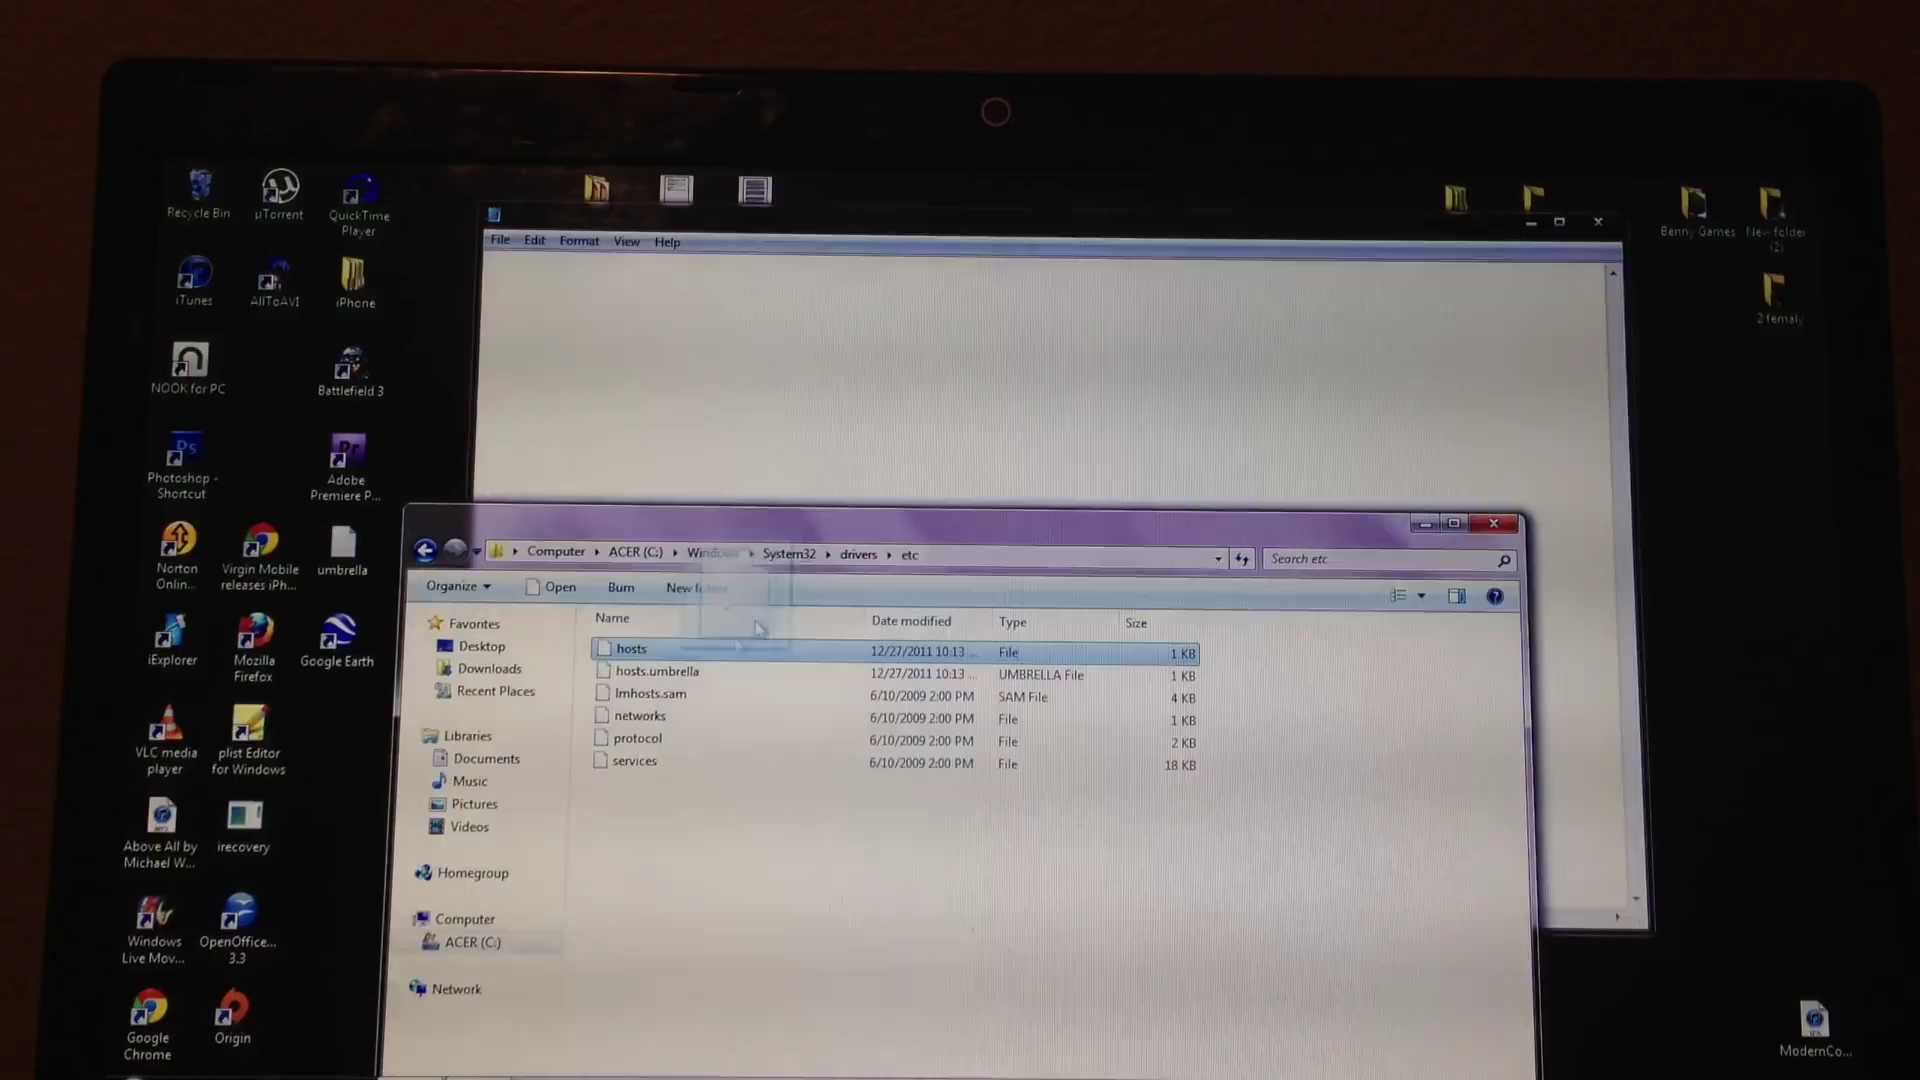 Recycle Bin
µTorrent
QuickTime
Player
iTunes
AllToAVI
iPhone
NOOK for PC
Battlefield 3
Photoshop -
Shortcut
Adobe
Premiere P...
Norton
Onlin...
Virgin Mobile
releases iPh...
umbrella
iExplorer
Mozilla
Firefox
Google Earth
VLC media
player
plist Editor
for Windows
Above All by
Michael W...
irecovery
Windows
Live Mov...
OpenOffice...
3.3
Google
Chrome
Origin
File Edit Format View Help
Benny Games
New folder
(2)
2 femaly
Computer ACER (C:) Windows System32 drivers etc
Search etc
Organize Open Burn New folder
Favorites
Desktop
Downloads
Recent Places
Libraries
Documents
Music
Pictures
Videos
Homegroup
Computer
ACER (C:)
Network
Name Date modified Type Size
hosts 12/27/2011 10:13 ... File 1 KB
hosts.umbrella 12/27/2011 10:13 ... UMBRELLA File 1 KB
lmhosts.sam 6/10/2009 2:00 PM SAM File 4 KB
networks 6/10/2009 2:00 PM File 1 KB
protocol 6/10/2009 2:00 PM File 2 KB
services 6/10/2009 2:00 PM File 18 KB
ModernCo...